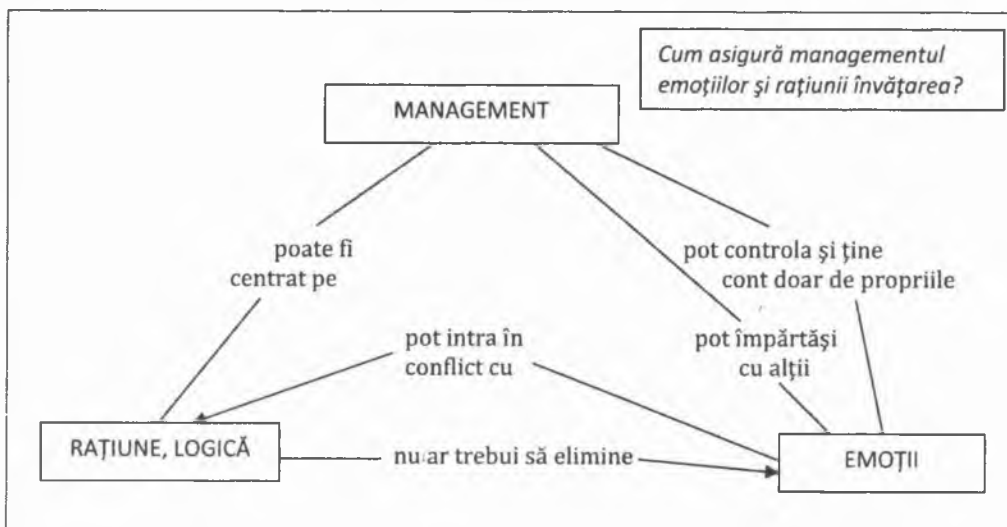 Cum asigură managementul
emoțiilor și rațiunii învățarea?
MANAGEMENT
poate fi
centrat pe
pot controla și ține
cont doar de propriile
pot împărtăși
cu alții
pot intra în
conflict cu
RAȚIUNE, LOGICĂ
nu ar trebui să elimine
EMOȚII